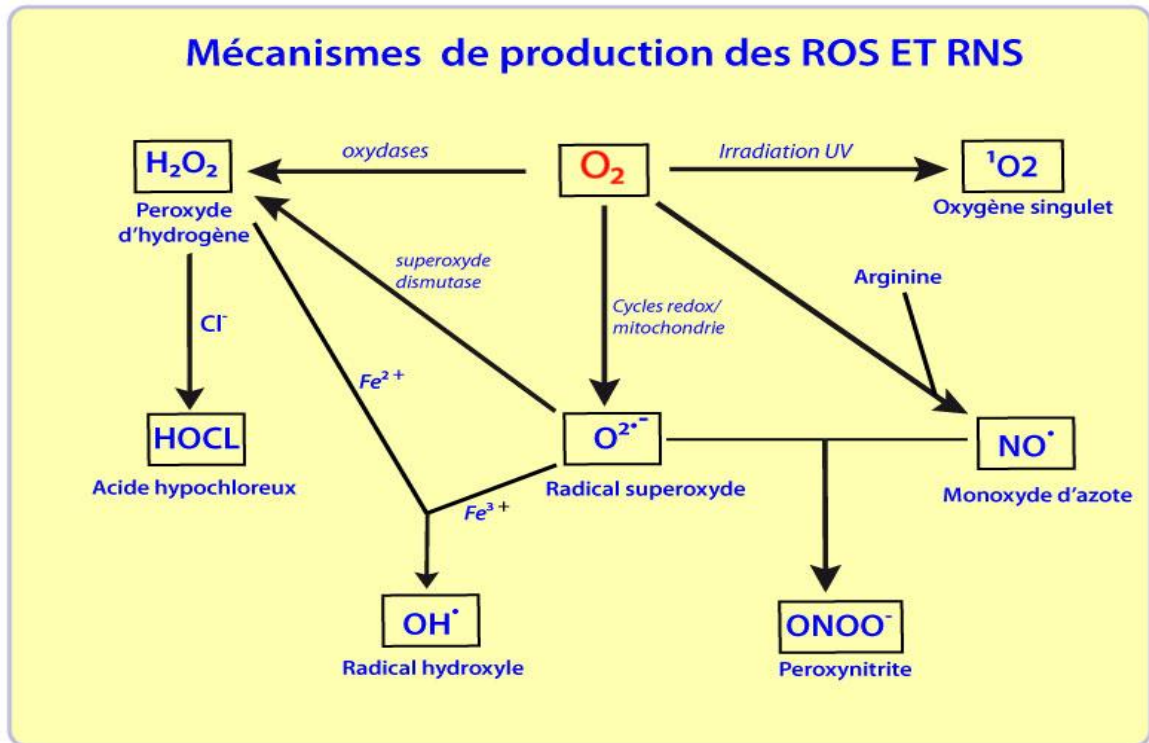 Mécanismes de production des ROS ET RNS
H₂O₂
oxydases
O₂
Irradiation UV
¹O2
Peroxyde
d'hydrogène
Oxygène singulet
superoxyde
dismutase
Arginine
Cycles redox/
mitochondrie
Cl⁻
Fe²⁺
HOCL
O²·⁻
NO·
Acide hypochloreux
Radical superoxyde
Monoxyde d'azote
Fe³⁺
OH·
ONOO⁻
Radical hydroxyle
Peroxynitrite